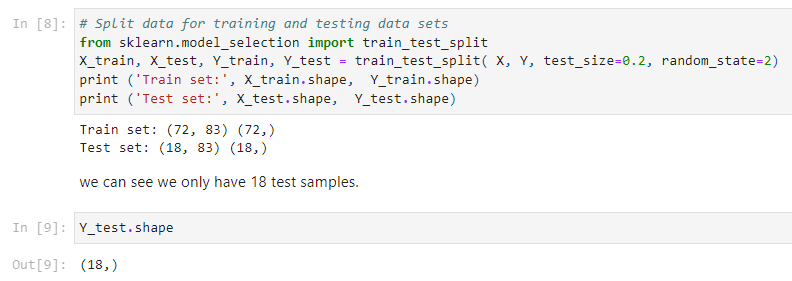 In [8]: # Split data for training and testing data sets
from sklearn.model_selection import train_test_split
X_train, X_test, Y_train, Y_test = train_test_split( X, Y, test_size=0.2, random_state=2)
print ('Train set:', X_train.shape,  Y_train.shape)
print ('Test set:', X_test.shape,  Y_test.shape)
Train set: (72, 83) (72,)
Test set: (18, 83) (18,)
we can see we only have 18 test samples.
In [9]: Y_test.shape
Out[9]: (18,)